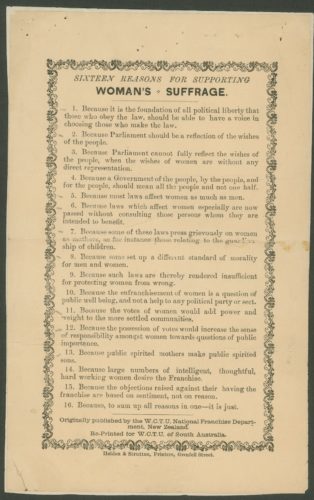 SIXTEEN REASONS FOR SUPPORTING
WOMAN'S SUFFRAGE.
1. Because it is the foundation of all political liberty that
those who obey the law, should be able to have a voice in
choosing those who make the law.
2. Because Parliament should be a reflection of the wishes
of the people.
3. Because Parliament cannot fully reflect the wishes of
the people, when the wishes of women are without any
direct representation.
4. Because a Government of the people, by the people, and
for the people, should mean all the people and not one half.
5. Because most laws affect women as much as men.
6. Because laws which affect women especially are now
passed without consulting those persons whom they are
intended to benefit.
7. Because some of these laws press grievously on women
as mothers, as for instance those relating to the guardian-
ship of children.
8. Because some set up a different standard of morality
for men and women.
9. Because such laws are thereby rendered insufficient
for protecting women from wrong.
10. Because the enfranchisement of women is a question of
public well being, and not a help to any political party or sect.
11. Because the votes of women would add power and
weight to the more settled communities.
12. Because the possession of votes would increase the sense
of responsibility amongst women towards questions of public
importance.
13. Because public spirited mothers make public spirited
sons.
14. Because large numbers of intelligent, thoughtful,
hard working women desire the Franchise.
15. Because the objections raised against their having the
franchise are based on sentiment, not on reason.
16. Because, to sum up all reasons in one—it is just.
Originally published by the W.C.T.U. National Franchise Depart-
ment, New Zealand.
Re-Printed for W.C.T.U. of South Australia.
& Scrutton, Printers, Grenfell Street.